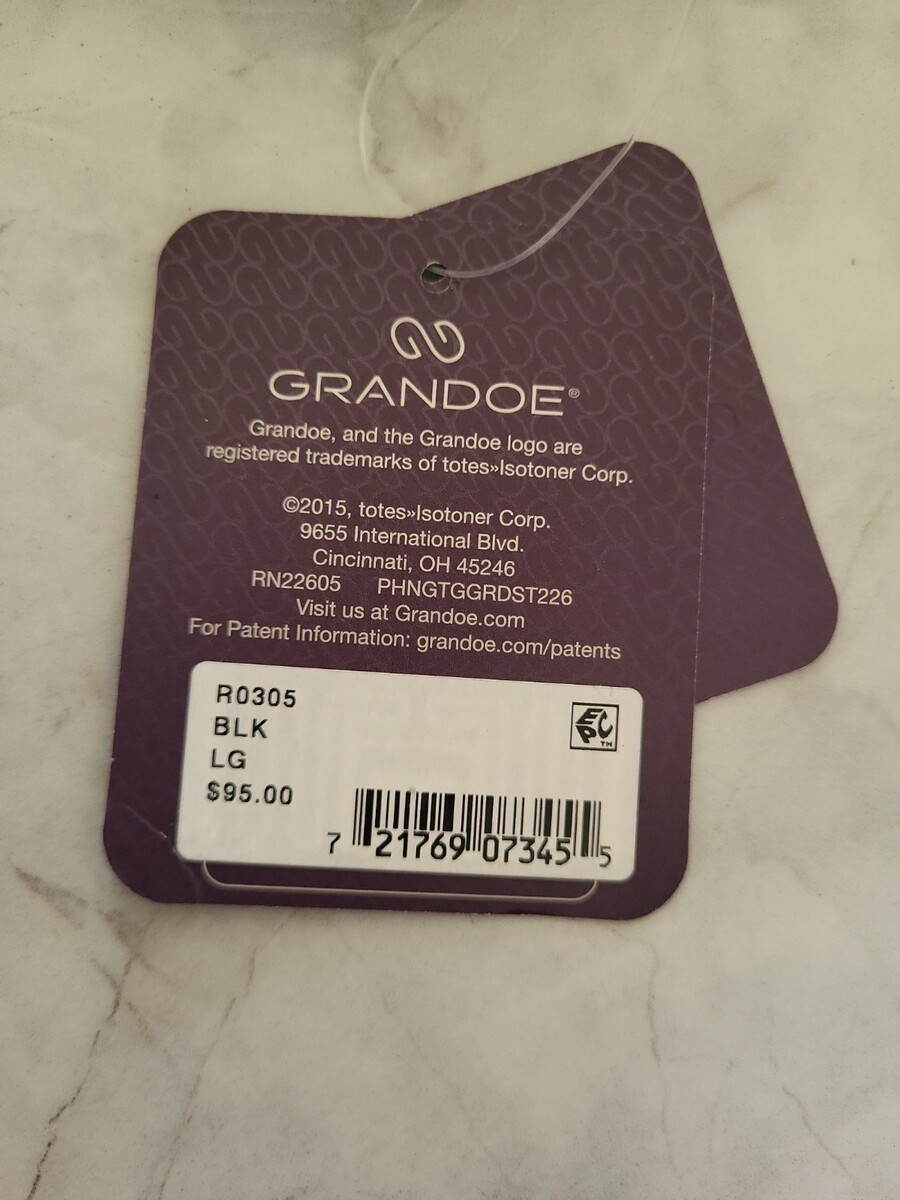 GRANDOE®
Grandoe, and the Grandoe logo are
registered trademarks of totes»Isotoner Corp.
©2015, totes»Isotoner Corp.
9655 International Blvd.
Cincinnati, OH 45246
RN22605 PHNGTGGRDST226
Visit us at Grandoe.com
For Patent Information: grandoe.com/patents
R0305
BLK
LG
$95.00
EPC™
7 21769 07345 5